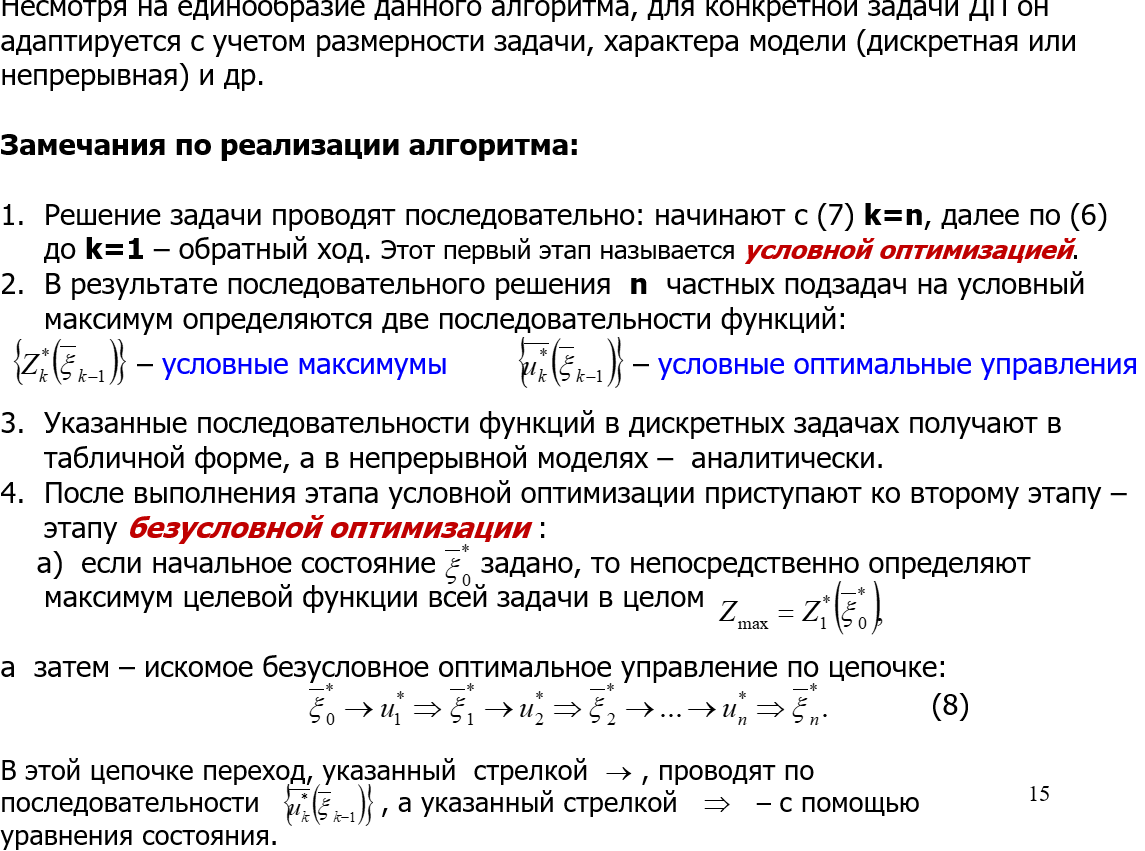 Несмотря на единообразие данного алгоритма, для конкретной задачи ДП он
адаптируется с учетом размерности задачи, характера модели (дискретная или
непрерывная) и др.
Замечания по реализации алгоритма:
1. Решение задачи проводят последовательно: начинают с (7) k=n, далее по (6)
до k=1 – обратный ход. Этот первый этап называется условной оптимизацией.
2. В результате последовательного решения n частных подзадач на условный
максимум определяются две последовательности функций:
{Z*ₖ(ξ̅ₖ₋₁)} – условные максимумы {u̅*ₖ(ξ̅ₖ₋₁)} – условные оптимальные управления
3. Указанные последовательности функций в дискретных задачах получают в
табличной форме, а в непрерывной моделях – аналитически.
4. После выполнения этапа условной оптимизации приступают ко второму этапу –
этапу безусловной оптимизации :
а) если начальное состояние ξ̅*₀ задано, то непосредственно определяют
максимум целевой функции всей задачи в целом Zmax = Z*₁(ξ̅*₀),
а затем – искомое безусловное оптимальное управление по цепочке:
ξ̅*₀ → u*₁ ⇒ ξ̅*₁ → u*₂ ⇒ ξ̅*₂ → ... → u*ₙ ⇒ ξ̅*ₙ. (8)
В этой цепочке переход, указанный стрелкой → , проводят по
последовательности {u̅*ₖ(ξ̅ₖ₋₁)} , а указанный стрелкой ⇒ – с помощью
уравнения состояния.
15